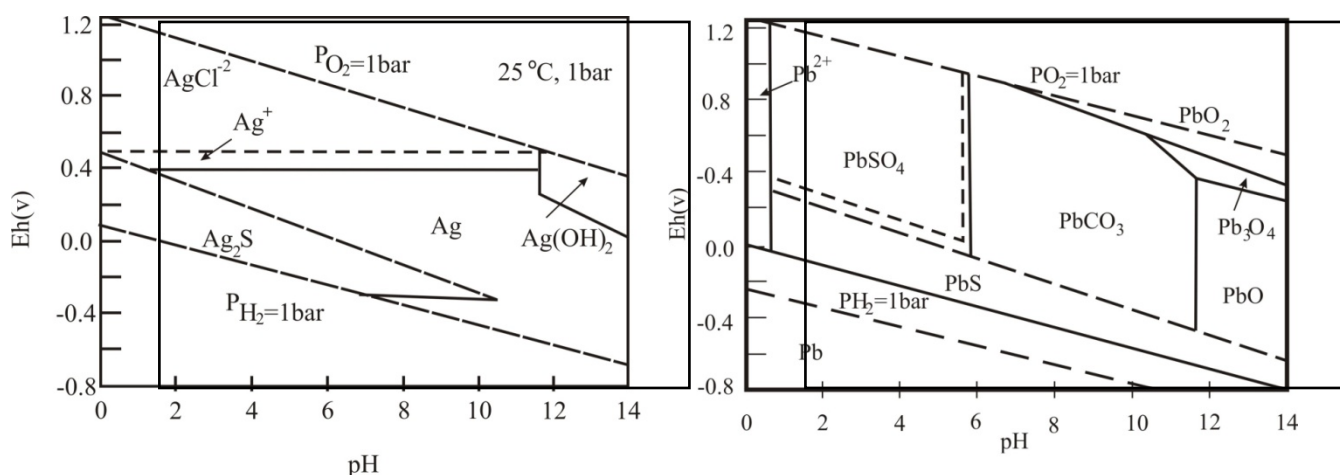 1.2
0.8
0.4
0.0
-0.4
-0.8
Eh(v)
AgCl⁻²
P_O₂=1bar
25 °C, 1bar
Ag⁺
Ag₂S
Ag
Ag(OH)₂
P_H₂=1bar
0 2 4 6 8 10 12 14
pH
1.2
0.8
-0.4
0.0
-0.4
-0.8
Eh(v)
Pb²⁺
PO₂=1bar
PbO₂
PbSO₄
PbCO₃
Pb₃O₄
PbS
PbO
PH₂=1bar
Pb
0 2 4 6 8 10 12 14
pH